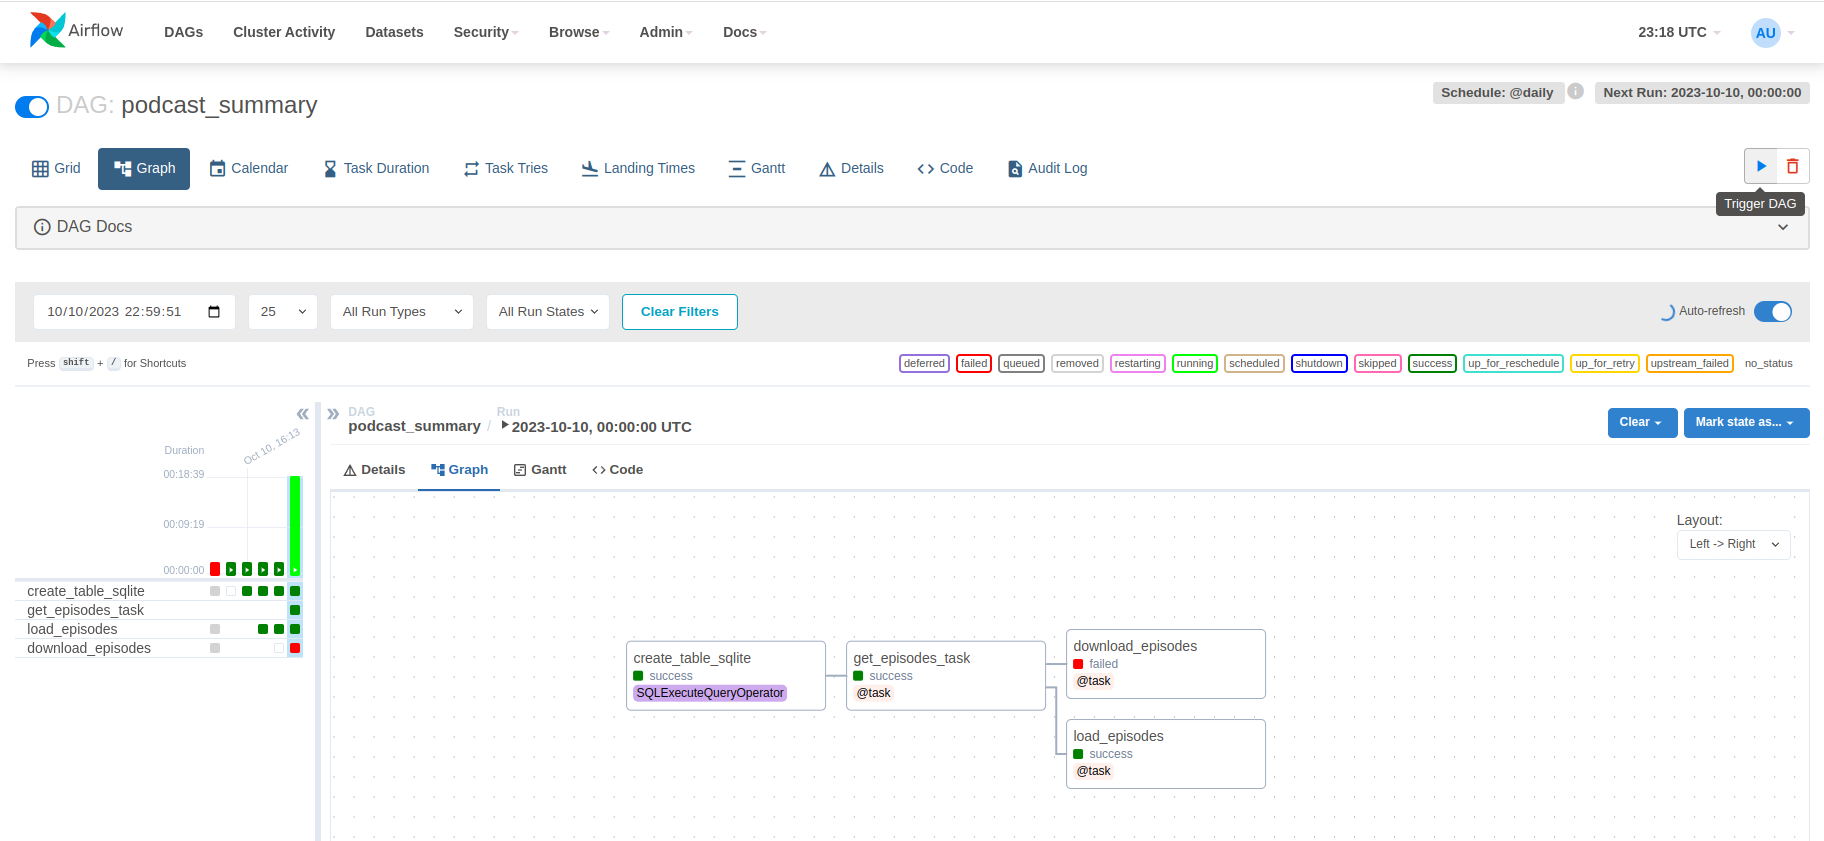 Airflow
DAGs Cluster Activity Datasets Security Browse Admin Docs 23:18 UTC AU
DAG: podcast_summary
Schedule: @daily i Next Run: 2023-10-10, 00:00:00
Grid Graph Calendar Task Duration Task Tries Landing Times Gantt Details Code Audit Log
Trigger DAG
DAG Docs
10/10/2023 22:59:51 25 All Run Types All Run States Clear Filters Auto-refresh
Press shift + / for Shortcuts deferred failed queued removed restarting running scheduled shutdown skipped success up_for_reschedule up_for_retry upstream_failed no_status
« » DAG Run
podcast_summary / 2023-10-10, 00:00:00 UTC
Clear Mark state as...
Oct 10, 16:13
Duration
00:18:39
00:09:19
00:00:00
create_table_sqlite
get_episodes_task
load_episodes
download_episodes
Details Graph Gantt Code
Layout:
Left -> Right
create_table_sqlite
success
SQLExecuteQueryOperator
get_episodes_task
success
@task
download_episodes
failed
@task
load_episodes
success
@task